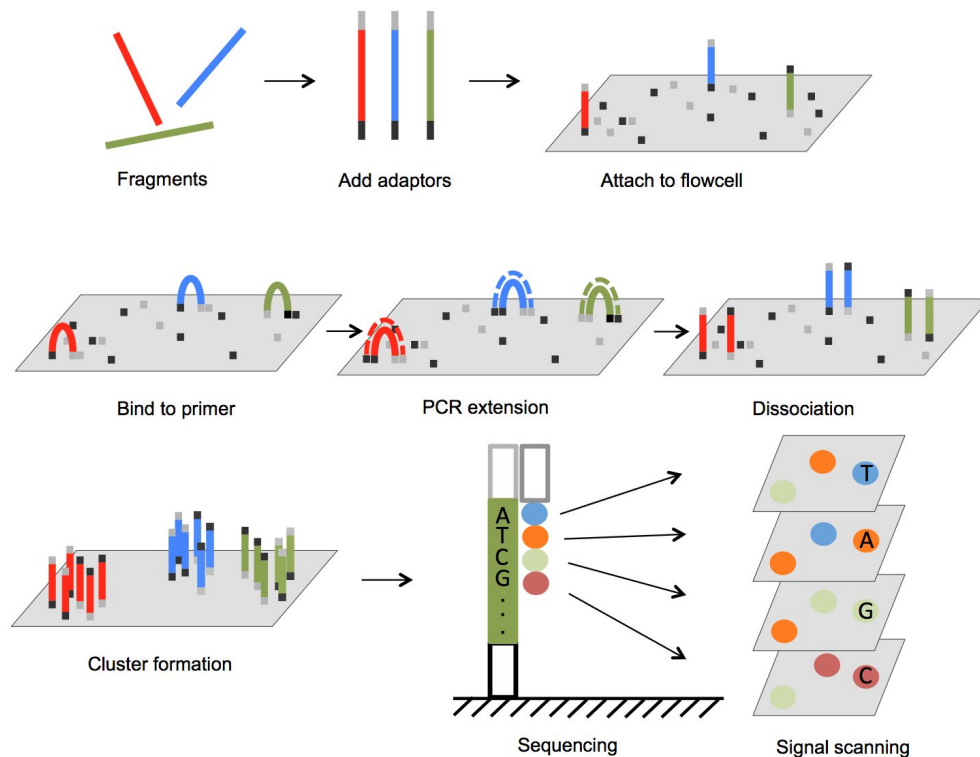 Fragments
Add adaptors
Attach to flowcell
Bind to primer
PCR extension
Dissociation
Cluster formation
A
T
C
G
.
.
.
Sequencing
T
A
G
C
Signal scanning